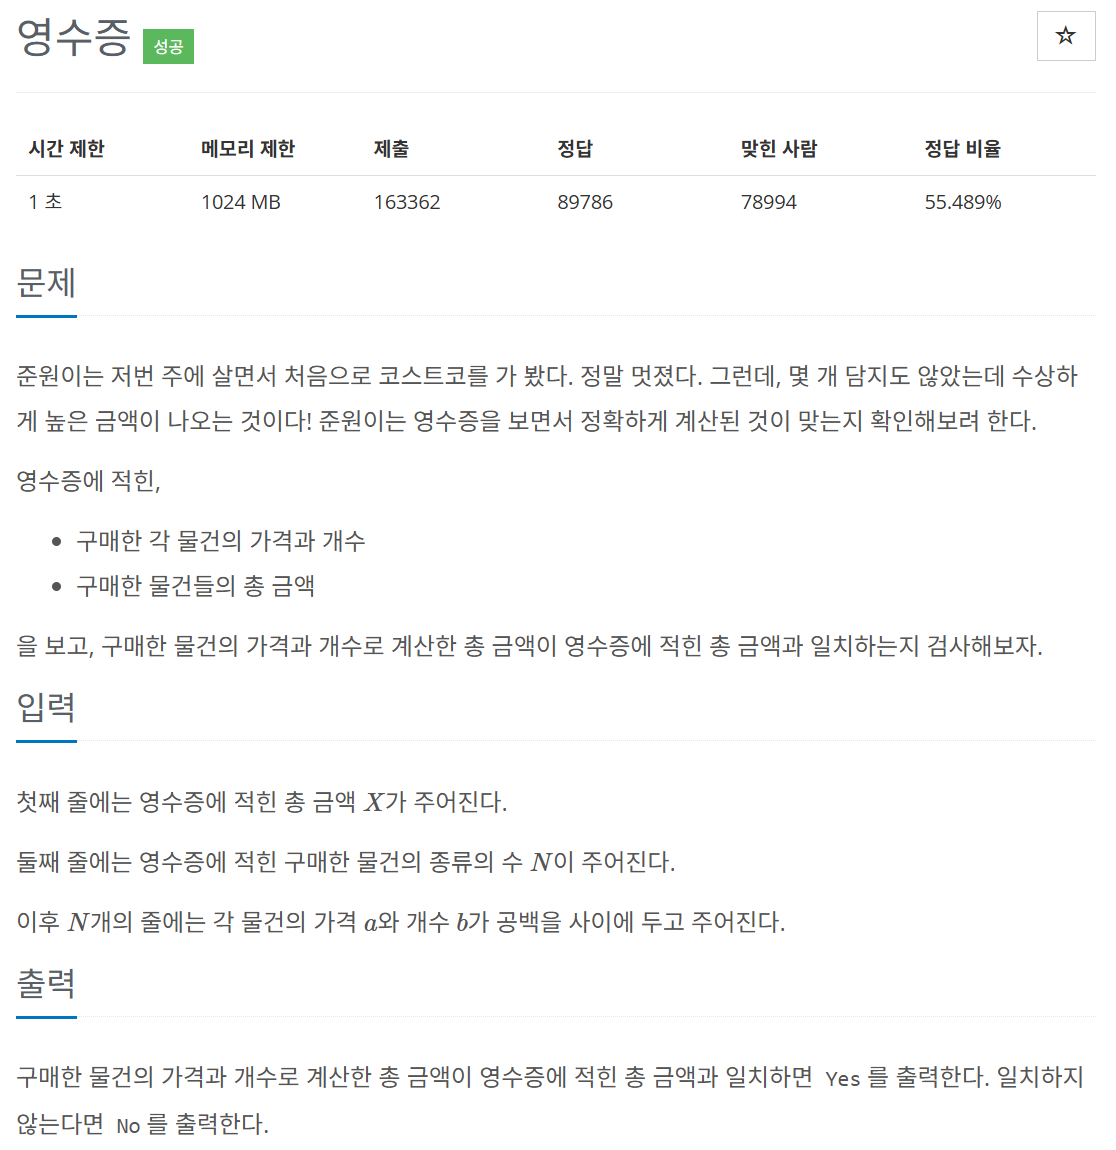 영수증 성공
☆
시간 제한 메모리 제한 제출 정답 맞힌 사람 정답 비율
1 초 1024 MB 163362 89786 78994 55.489%
문제
준원이는 저번 주에 살면서 처음으로 코스트코를 가 봤다. 정말 멋졌다. 그런데, 몇 개 담지도 않았는데 수상하
게 높은 금액이 나오는 것이다! 준원이는 영수증을 보면서 정확하게 계산된 것이 맞는지 확인해보려 한다.
영수증에 적힌,
• 구매한 각 물건의 가격과 개수
• 구매한 물건들의 총 금액
을 보고, 구매한 물건의 가격과 개수로 계산한 총 금액이 영수증에 적힌 총 금액과 일치하는지 검사해보자.
입력
첫째 줄에는 영수증에 적힌 총 금액 X가 주어진다.
둘째 줄에는 영수증에 적힌 구매한 물건의 종류의 수 N이 주어진다.
이후 N개의 줄에는 각 물건의 가격 a와 개수 b가 공백을 사이에 두고 주어진다.
출력
구매한 물건의 가격과 개수로 계산한 총 금액이 영수증에 적힌 총 금액과 일치하면 Yes 를 출력한다. 일치하지
않는다면 No 를 출력한다.